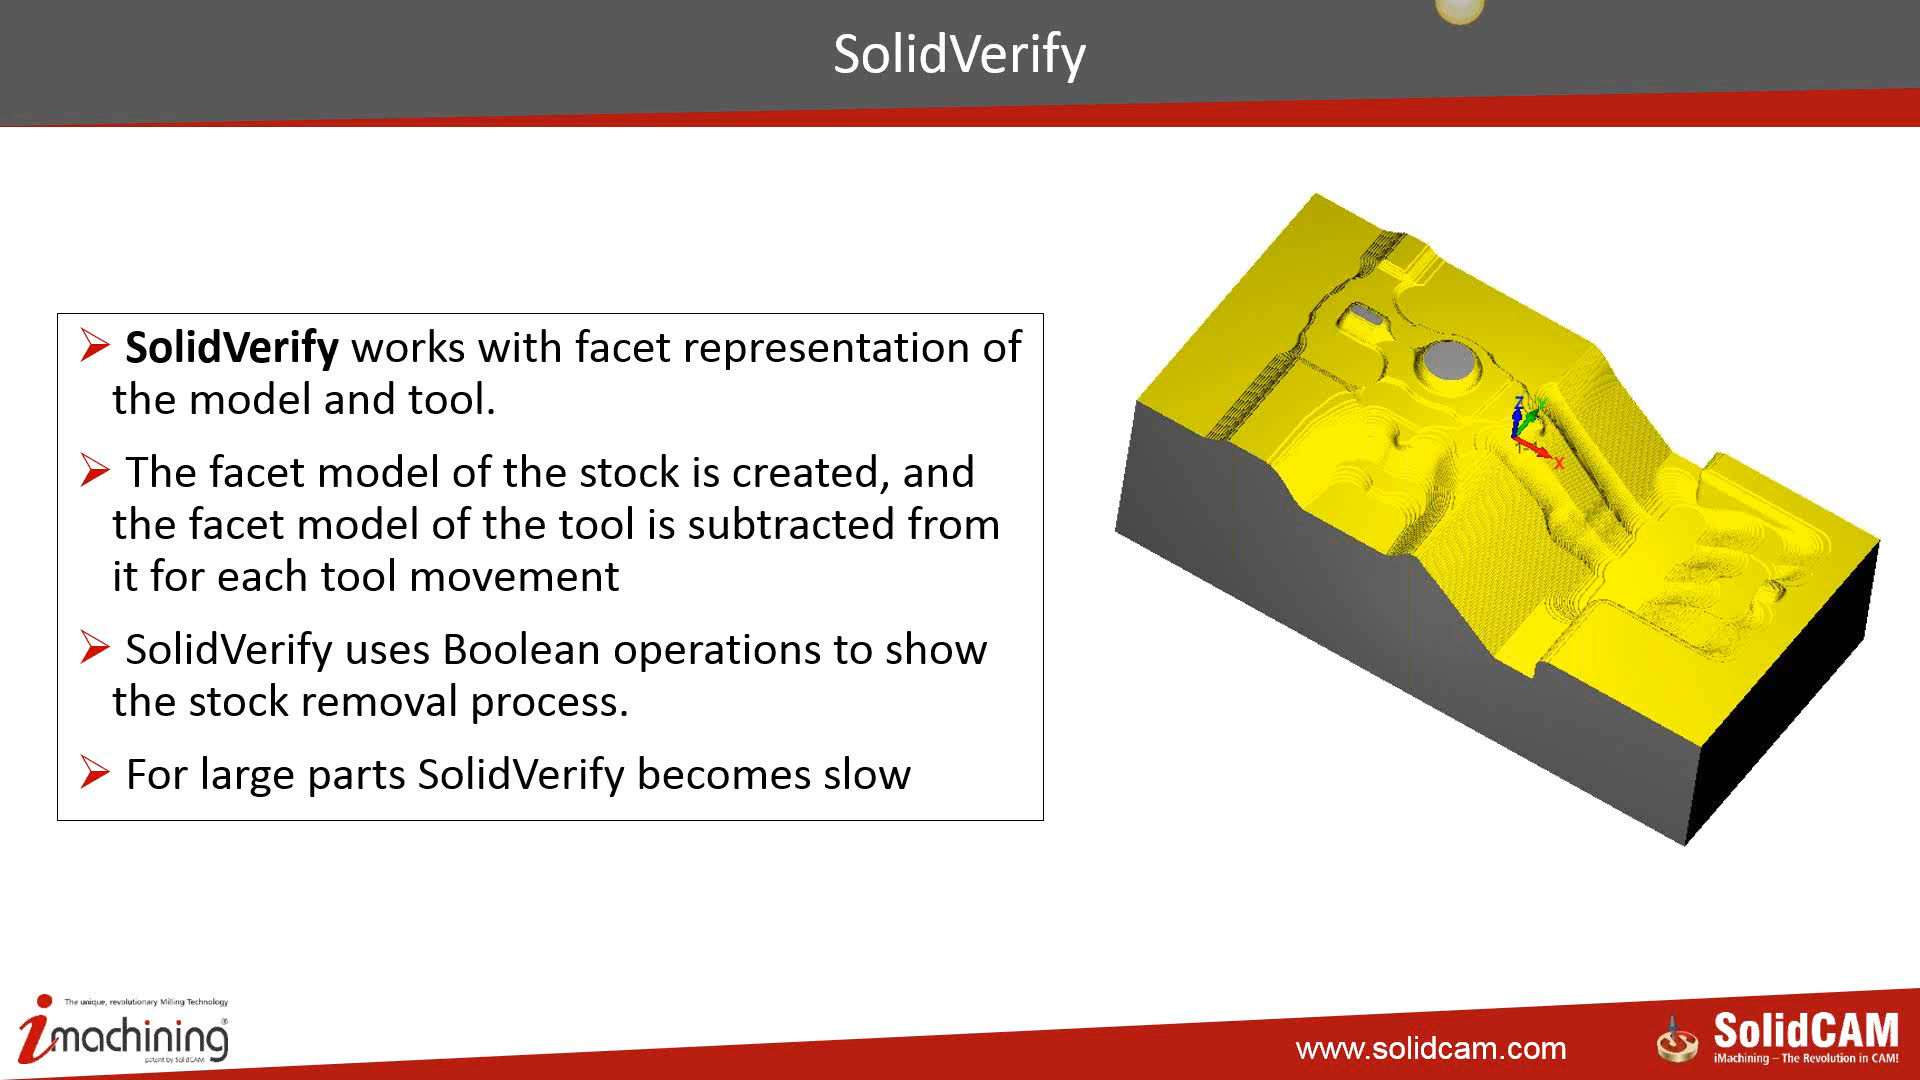 SolidVerify
SolidVerify works with facet representation of
the model and tool.
The facet model of the stock is created, and
the facet model of the tool is subtracted from
it for each tool movement
SolidVerify uses Boolean operations to show
the stock removal process.
For large parts SolidVerify becomes slow
Z
Y
X
The unique, revolutionary Milling Technology
imachining®
patent by SolidCAM
www.solidcam.com
SolidCAM
iMachining – The Revolution in CAM!